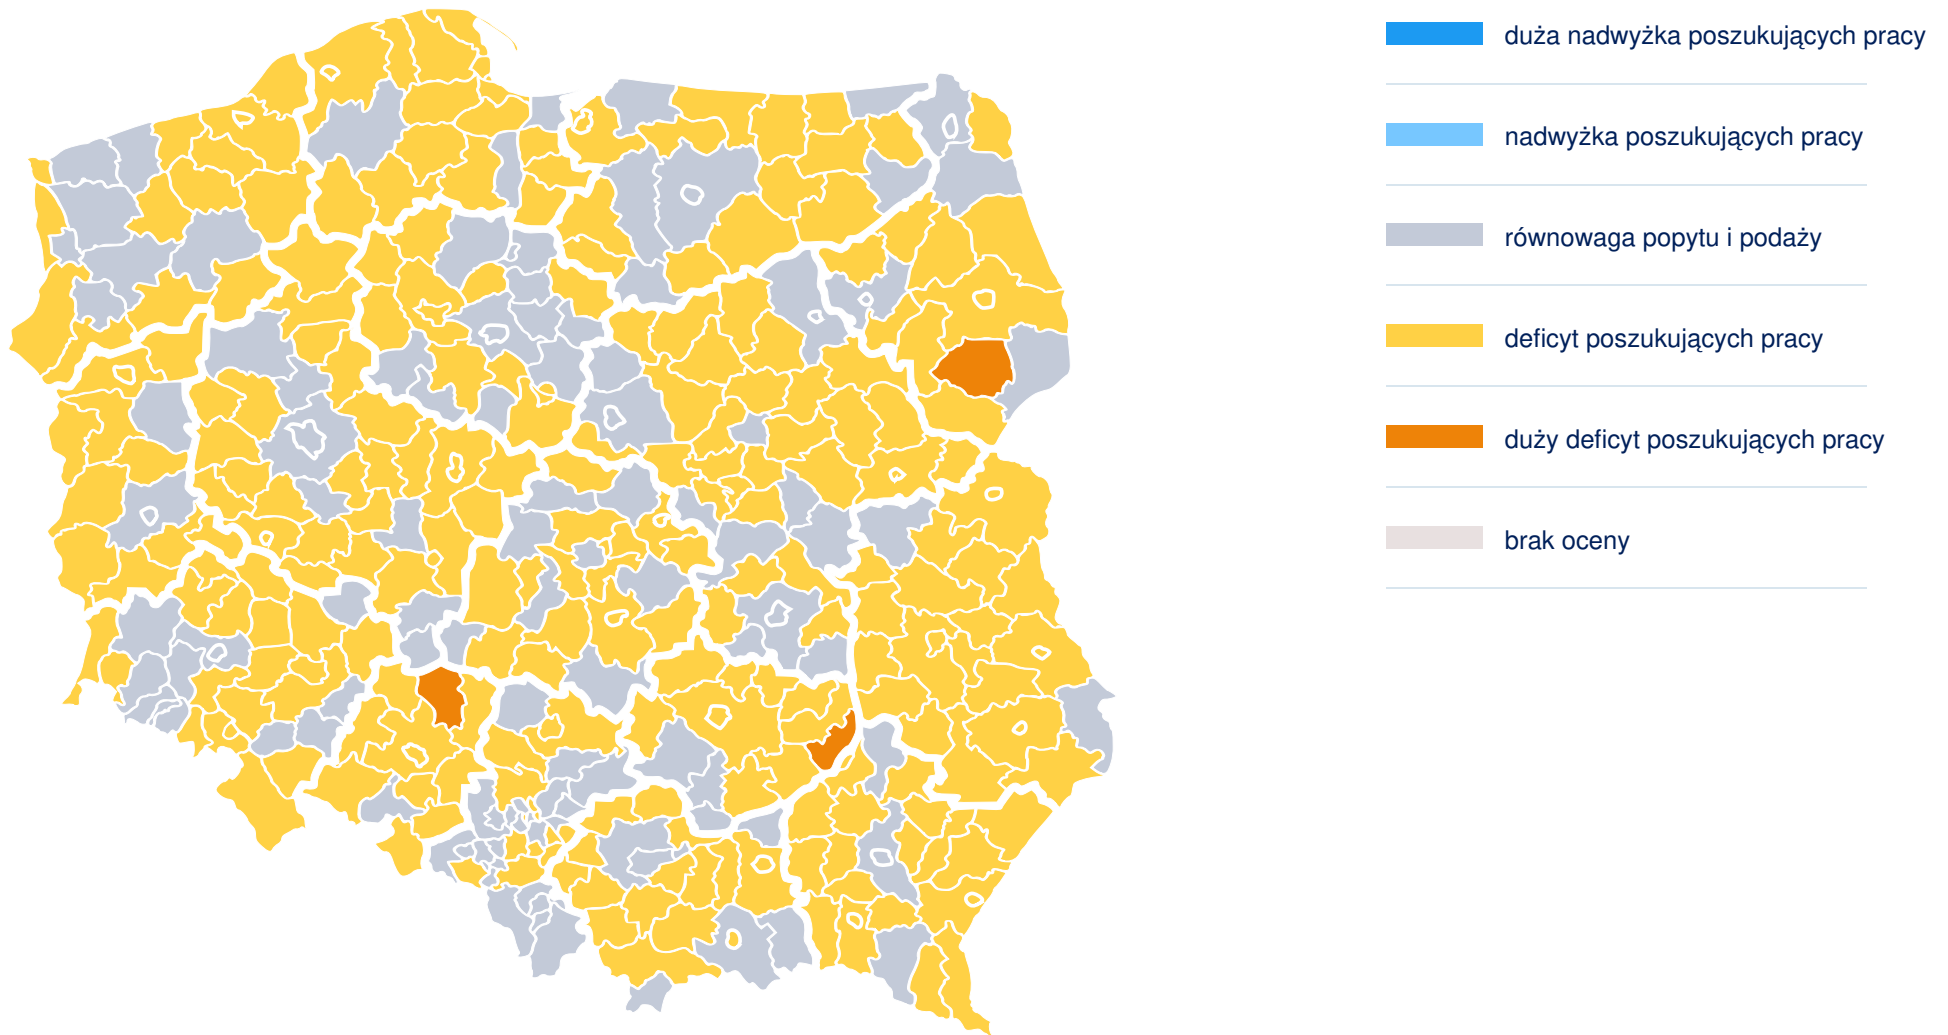 duża nadwyżka poszukujących pracy
nadwyżka poszukujących pracy
równowaga popytu i podaży
deficyt poszukujących pracy
duży deficyt poszukujących pracy
brak oceny